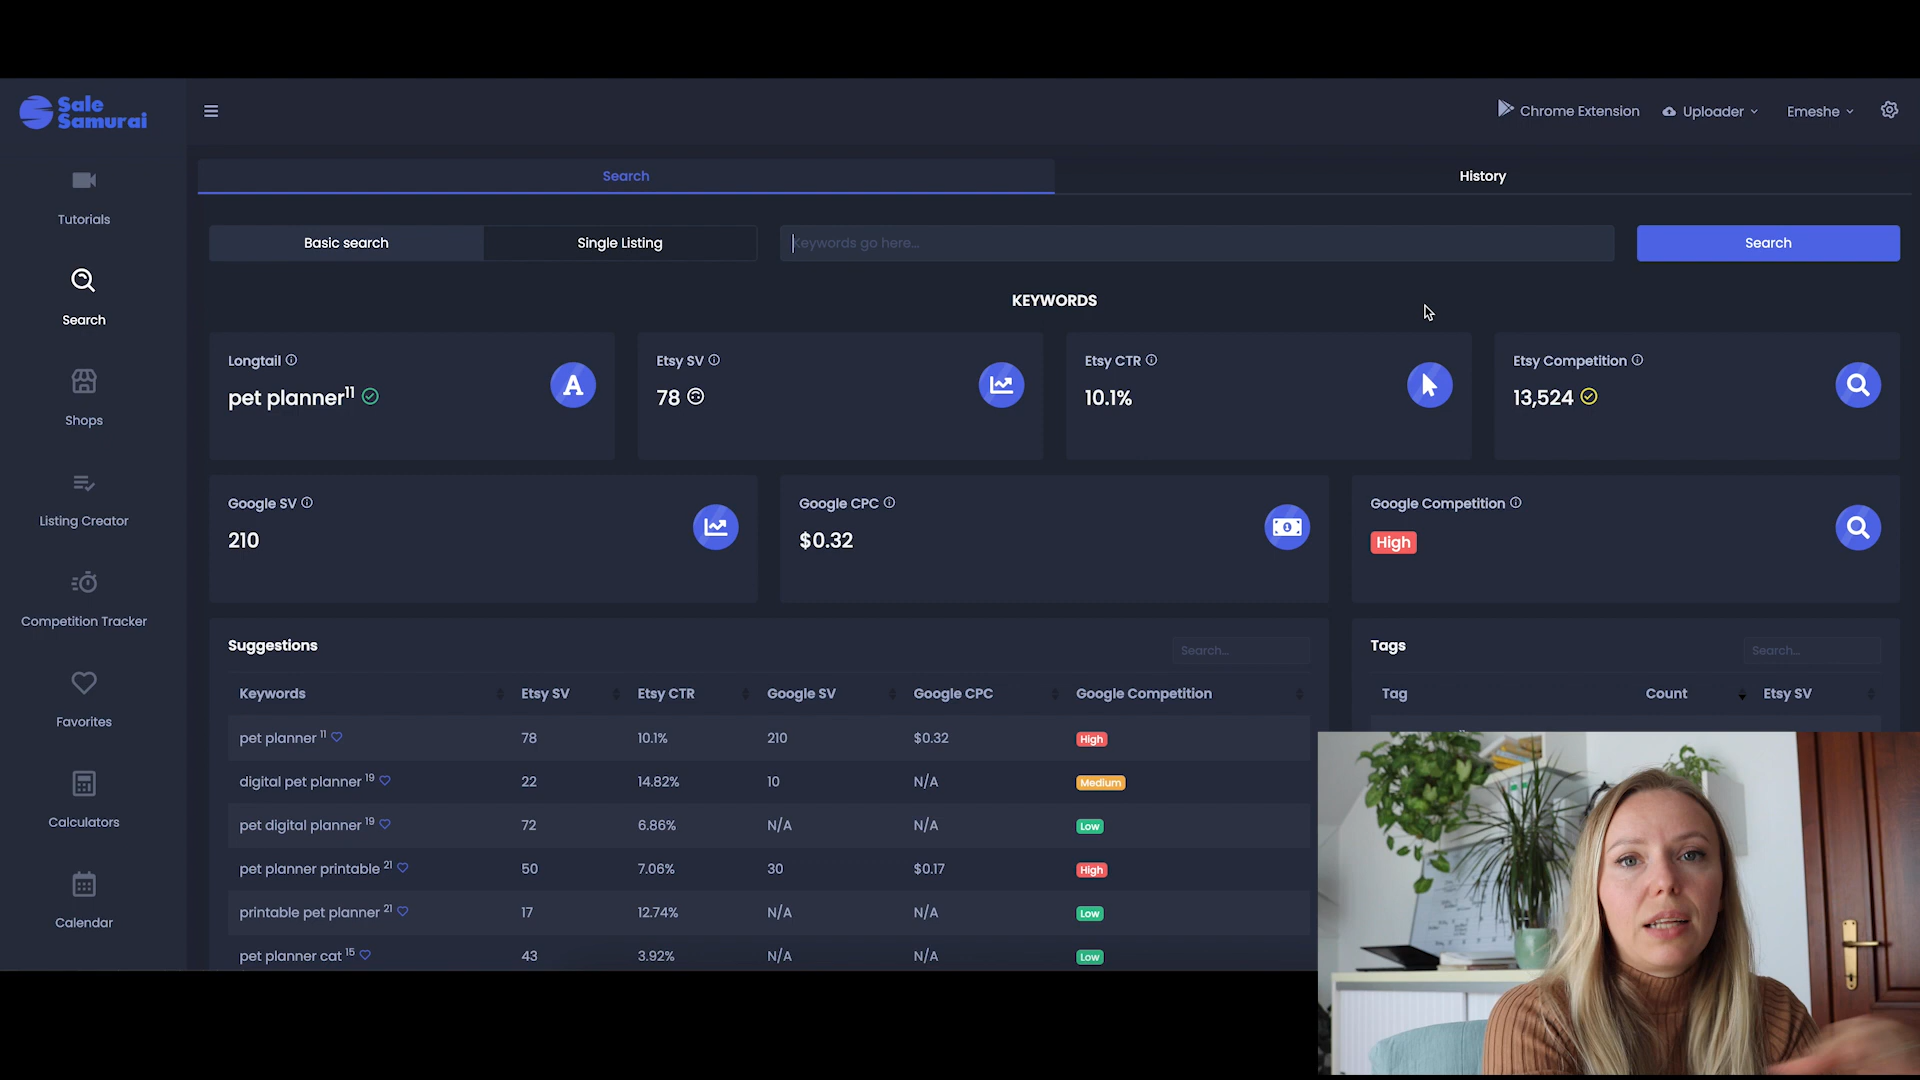 Sale
Samurai
Chrome Extension
Uploader
Emeshe
Tutorials
Search
Shops
Listing Creator
Competition Tracker
Favorites
Calculators
Calendar
Search
History
Basic search
Single Listing
Keywords go here...
Search
KEYWORDS
Longtail
pet planner11
Etsy SV
78
Etsy CTR
10.1%
Etsy Competition
13,524
Google SV
210
Google CPC
$0.32
Google Competition
High
Suggestions
Search...
Keywords Etsy SV Etsy CTR Google SV Google CPC Google Competition
pet planner 11 78 10.1% 210 $0.32 High
digital pet planner 19 22 14.82% 10 N/A Medium
pet digital planner 19 72 6.86% N/A N/A Low
pet planner printable 21 50 7.06% 30 $0.17 High
printable pet planner 21 17 12.74% N/A N/A Low
pet planner cat 15 43 3.92% N/A N/A Low
Tags
Search...
Tag Count Etsy SV